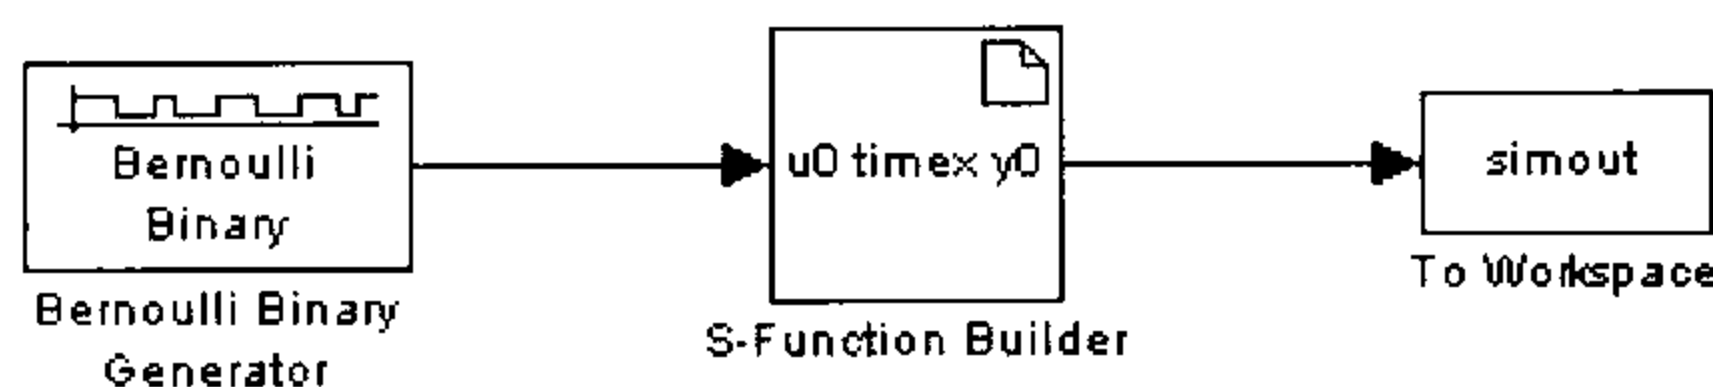 Bernoulli
Binary
Bernoulli Binary
Generator
u0 timex y0
S-Function Builder
simout
To Workspace